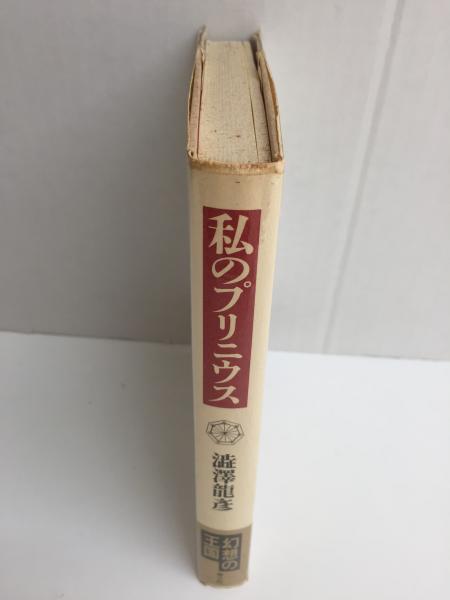 私のプリニウス
澁澤龍彦
幻想の
王国